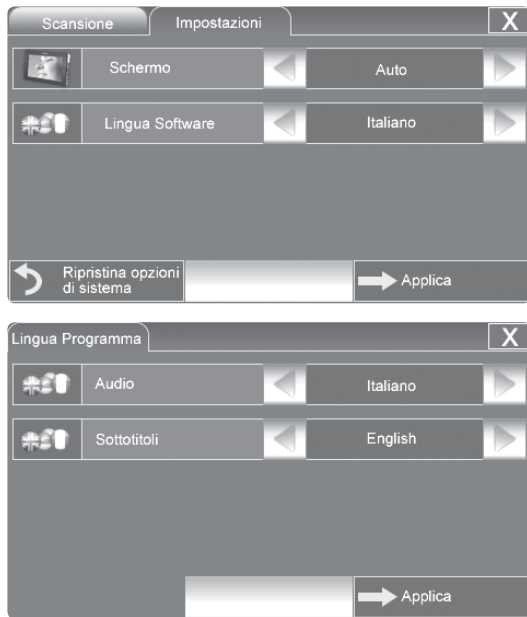 Scansione Impostazioni X
Schermo Auto
Lingua Software Italiano
Ripristina opzioni
di sistema
Applica
Lingua Programma X
Audio Italiano
Sottotitoli English
Applica